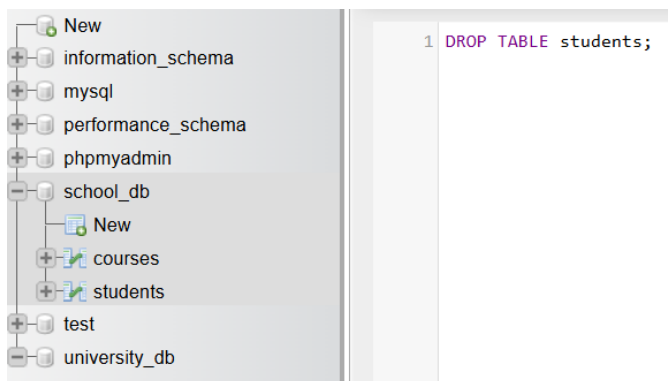 New
information_schema
mysql
performance_schema
phpmyadmin
school_db
New
courses
students
test
university_db
1 DROP TABLE students;